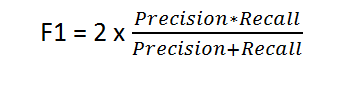 F1 = 2 x Precision*Recall / Precision+Recall